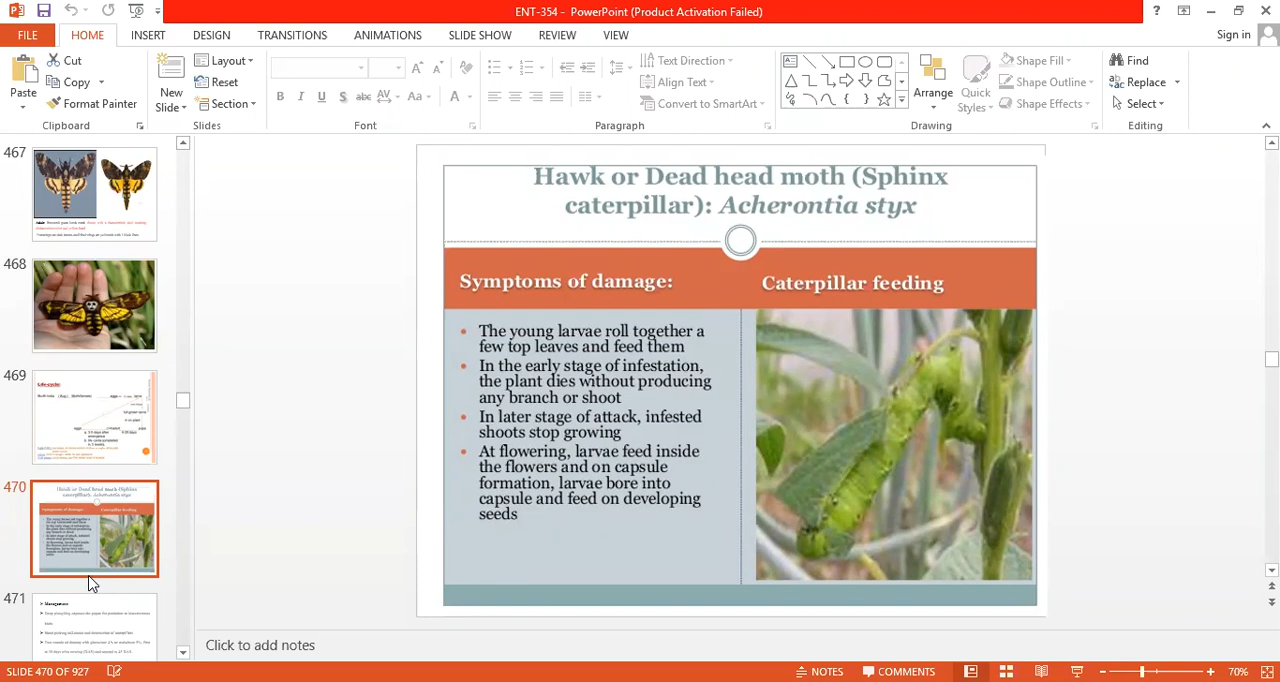 ENT-354 - PowerPoint (Product Activation Failed)
FILE HOME INSERT DESIGN TRANSITIONS ANIMATIONS SLIDE SHOW REVIEW VIEW Sign in
Paste
Cut
Copy
Format Painter
Clipboard
New
Slide
Layout
Reset
Section
Slides
Font
Text Direction
Align Text
Convert to SmartArt
Paragraph
Arrange
Quick
Styles
Shape Fill
Shape Outline
Shape Effects
Drawing
Find
Replace
Select
Editing
467
468
469
Life-cycle:
470
471
Management:
Hawk or Dead head moth (Sphinx
caterpillar): Acherontia styx
Symptoms of damage:
Caterpillar feeding
• The young larvae roll together a
few top leaves and feed them
• In the early stage of infestation,
the plant dies without producing
any branch or shoot
• In later stage of attack, infested
shoots stop growing
• At flowering, larvae feed inside
the flowers and on capsule
formation, larvae bore into
capsule and feed on developing
seeds
Click to add notes
SLIDE 470 OF 927 NOTES COMMENTS 70%